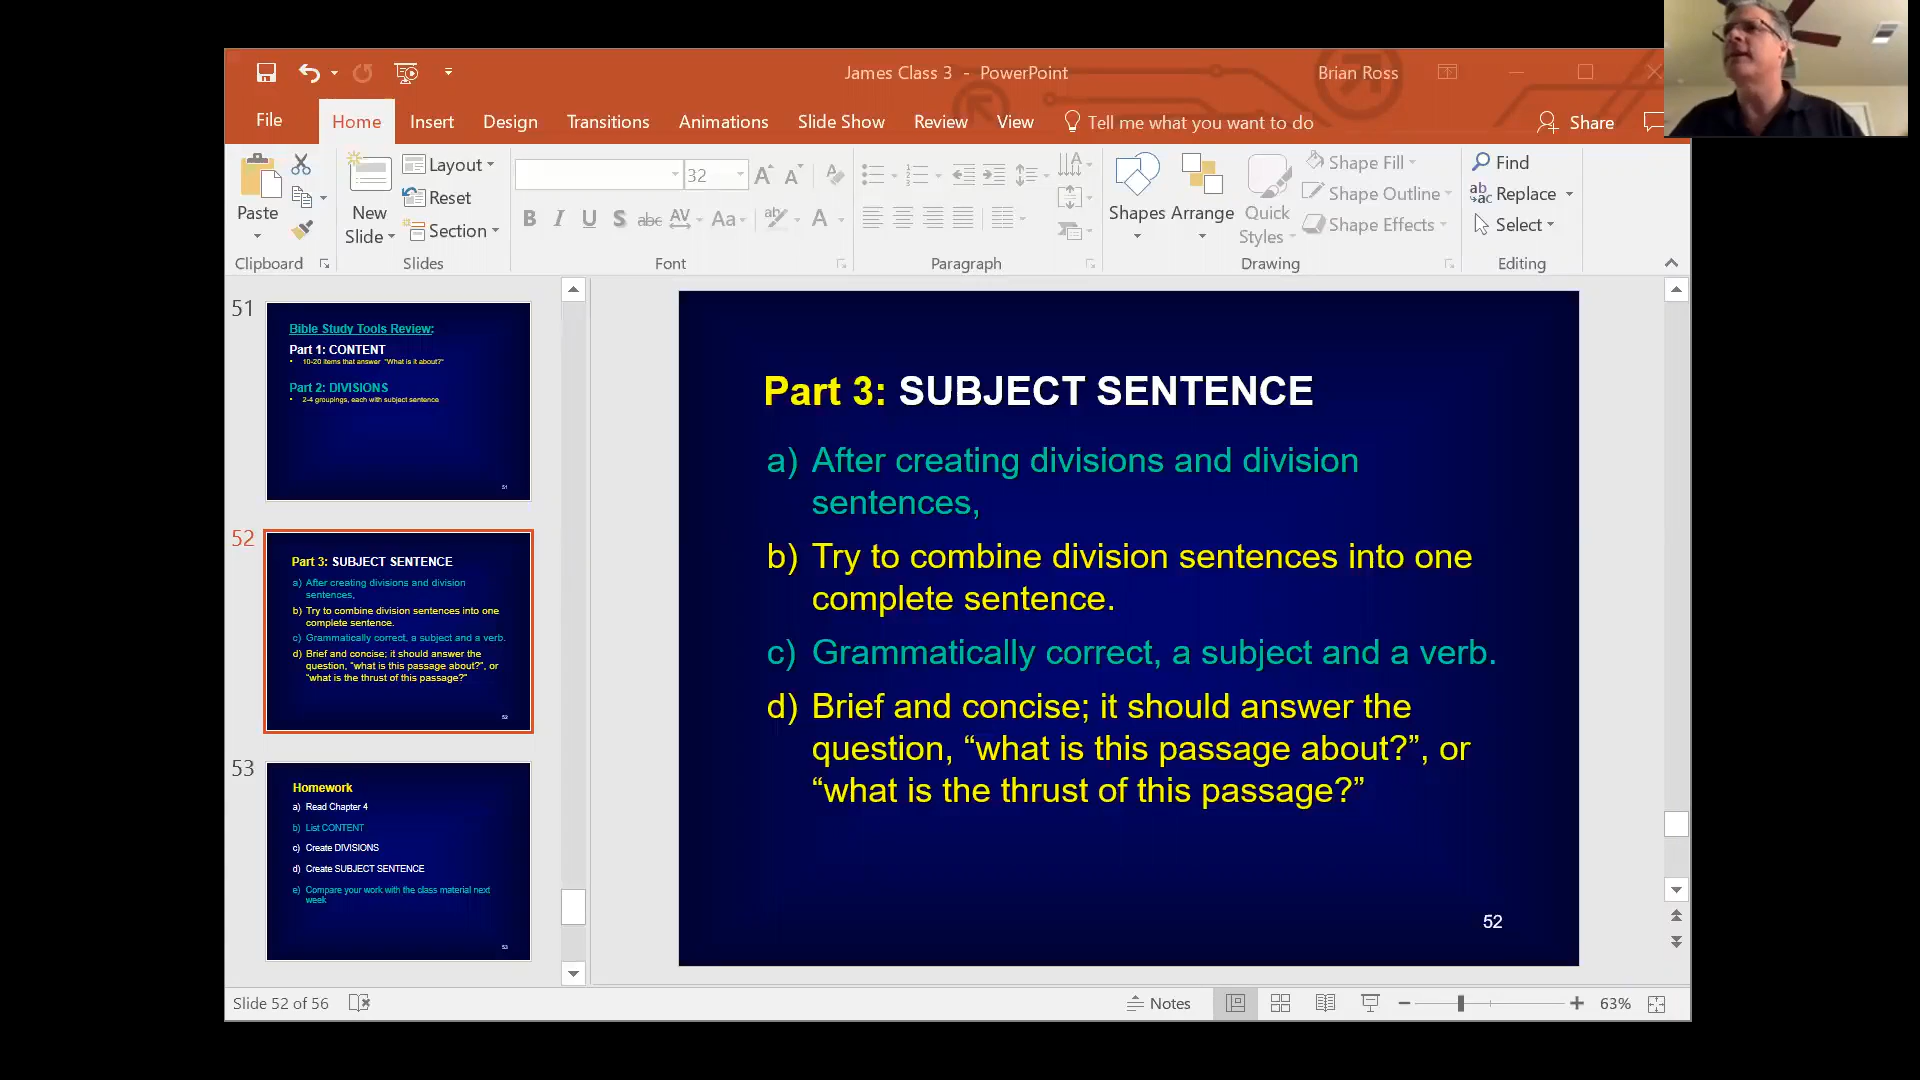 James Class 3 - PowerPoint
Brian Ross
File
Home
Insert
Design
Transitions
Animations
Slide Show
Review
View
Tell me what you want to do
Share
Paste
Clipboard
New
Slide
Layout
Reset
Section
Slides
32
A A A
B I U S abc AV Aa A
Font
Paragraph
Shapes
Arrange
Quick
Styles
Shape Fill
Shape Outline
Shape Effects
Drawing
Find
Replace
Select
Editing
51
Bible Study Tools Review:
Part 1: CONTENT
• 10-20 items that answer "What is it about?"
Part 2: DIVISIONS
• 2-4 groupings, each with subject sentence
51
52
Part 3: SUBJECT SENTENCE
a) After creating divisions and division
sentences,
b) Try to combine division sentences into one
complete sentence.
c) Grammatically correct, a subject and a verb.
d) Brief and concise; it should answer the
question, “what is this passage about?”, or
“what is the thrust of this passage?”
52
53
Homework
a) Read Chapter 4
b) List CONTENT
c) Create DIVISIONS
d) Create SUBJECT SENTENCE
e) Compare your work with the class material next
week
53
Part 3: SUBJECT SENTENCE
a) After creating divisions and division
sentences,
b) Try to combine division sentences into one
complete sentence.
c) Grammatically correct, a subject and a verb.
d) Brief and concise; it should answer the
question, “what is this passage about?”, or
“what is the thrust of this passage?”
52
Slide 52 of 56
Notes
63%